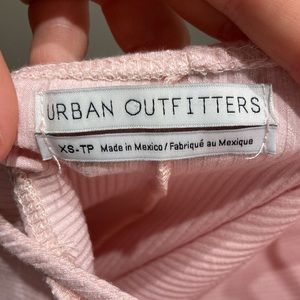 URBAN OUTFITTERS
XS-TP Made in Mexico / Fabriqué au Mexique